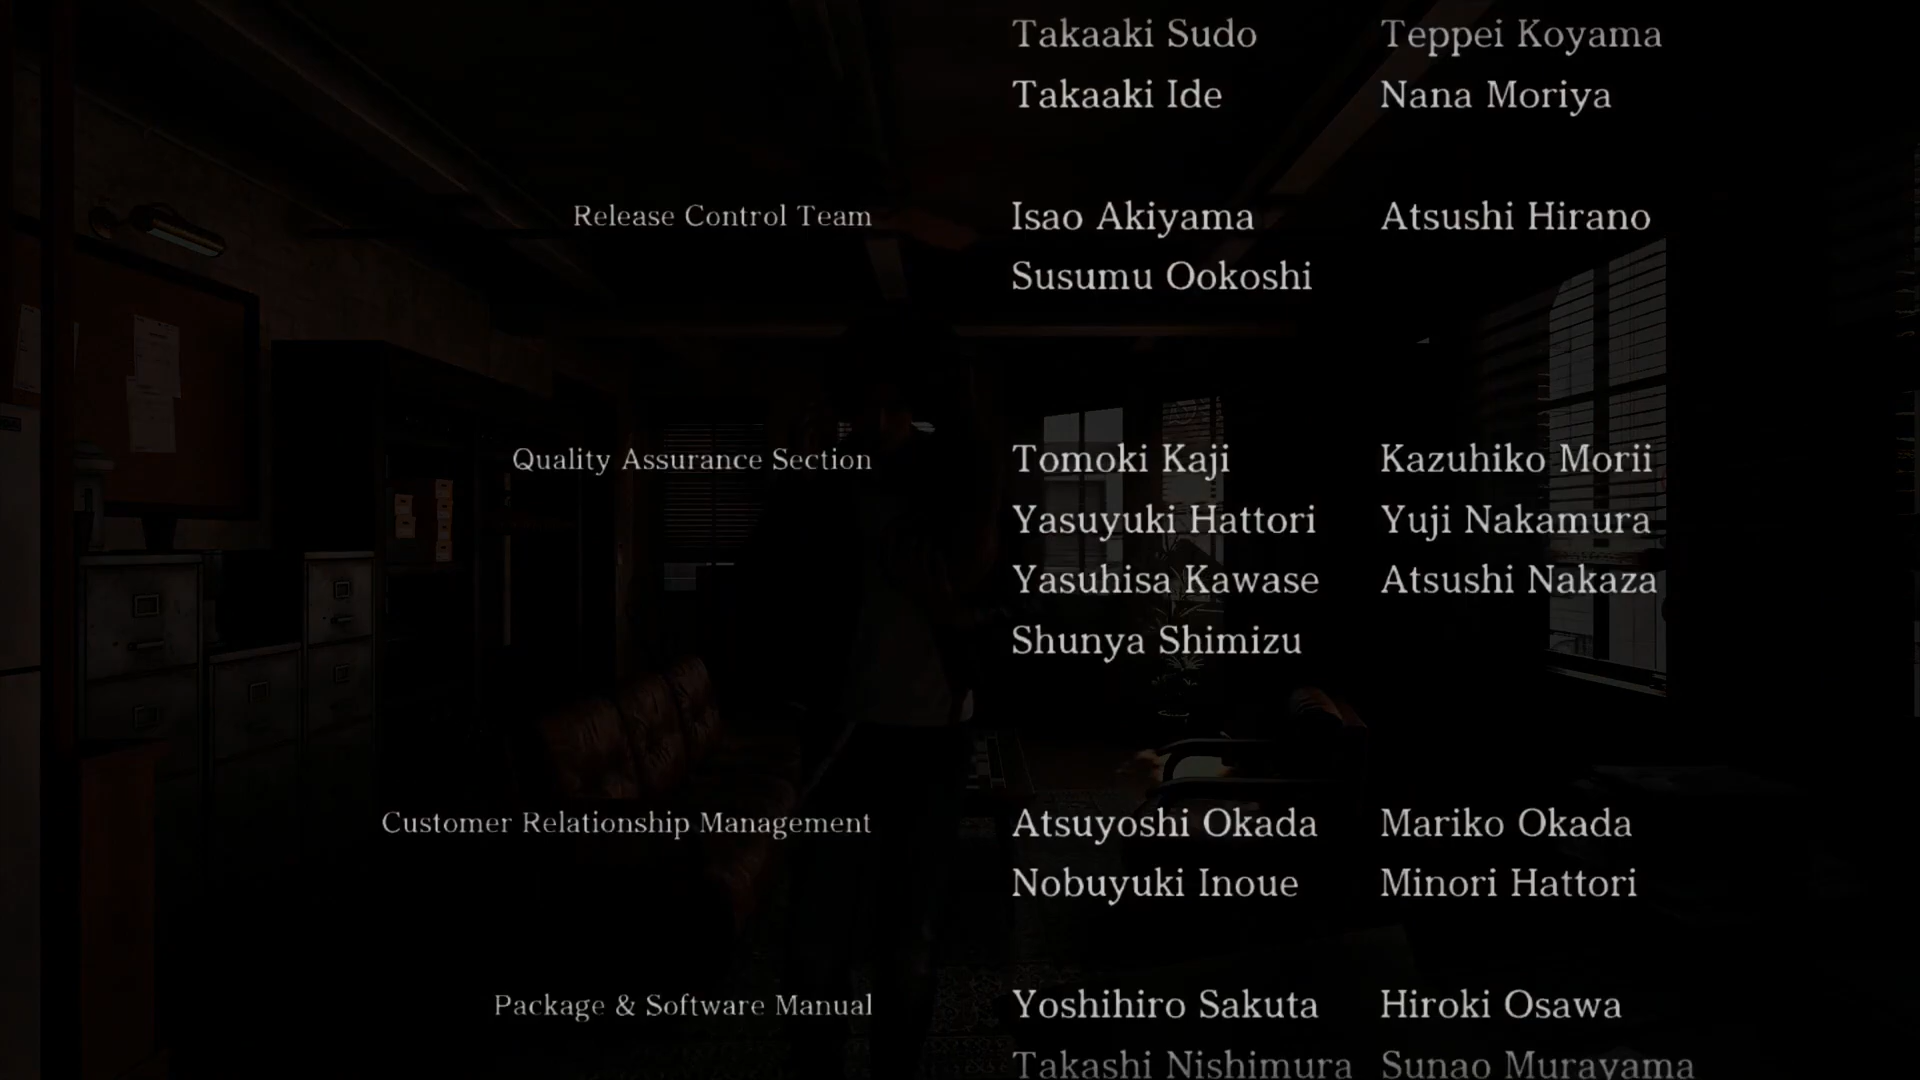 Takaaki Sudo Teppei Koyama
Takaaki Ide Nana Moriya
Release Control Team Isao Akiyama Atsushi Hirano
Susumu Ookoshi
Quality Assurance Section Tomoki Kaji Kazuhiko Morii
Yasuyuki Hattori Yuji Nakamura
Yasuhisa Kawase Atsushi Nakaza
Shunya Shimizu
Customer Relationship Management Atsuyoshi Okada Mariko Okada
Nobuyuki Inoue Minori Hattori
Package & Software Manual Yoshihiro Sakuta Hiroki Osawa
Takashi Nishimura Sunao Murayama